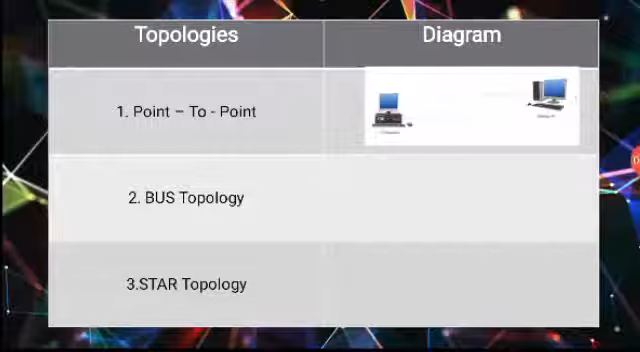 Topologies
Diagram
1. Point – To - Point
2. BUS Topology
3.STAR Topology